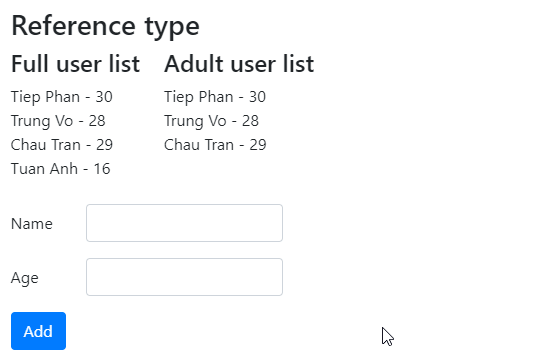 Reference type
Full user list Adult user list
Tiep Phan - 30 Tiep Phan - 30
Trung Vo - 28 Trung Vo - 28
Chau Tran - 29 Chau Tran - 29
Tuan Anh - 16
Name
Age
Add